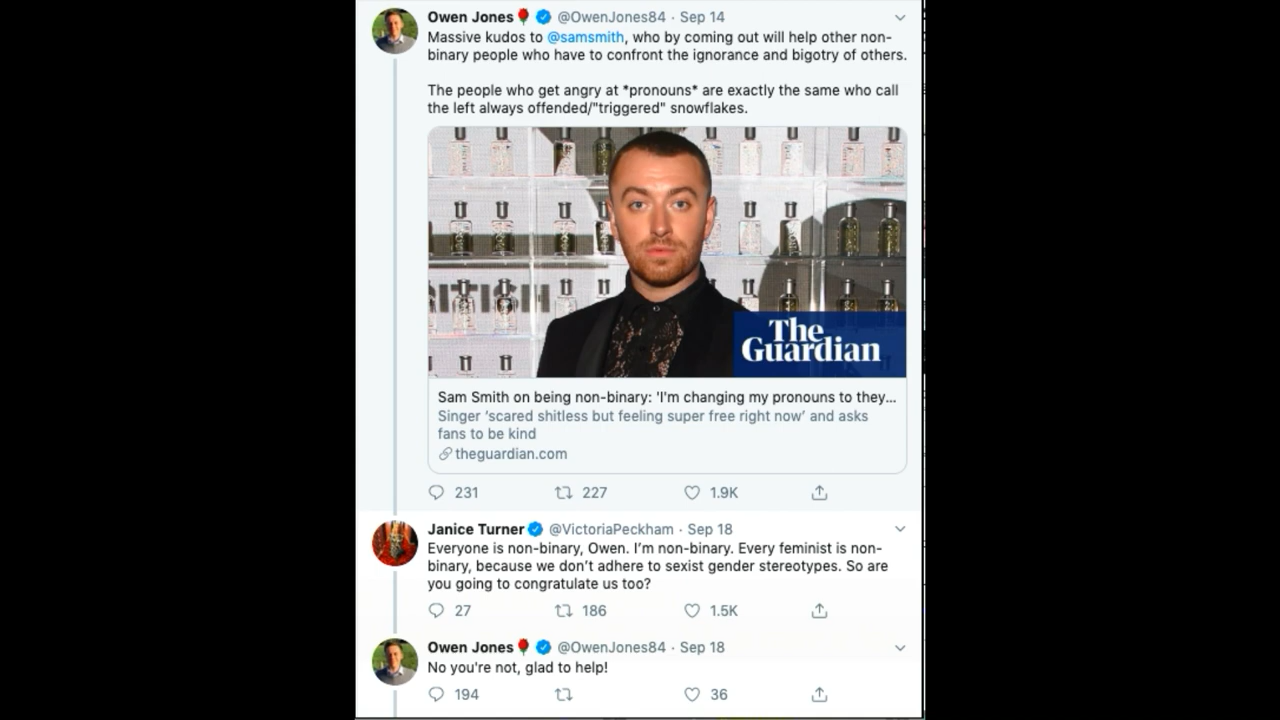 Owen Jones🌹 @OwenJones84 · Sep 14
Massive kudos to @samsmith, who by coming out will help other non-
binary people who have to confront the ignorance and bigotry of others.
The people who get angry at *pronouns* are exactly the same who call
the left always offended/"triggered" snowflakes.
The
Guardian
Sam Smith on being non-binary: 'I'm changing my pronouns to they...
Singer ‘scared shitless but feeling super free right now’ and asks
fans to be kind
theguardian.com
231 227 1.9K
Janice Turner @VictoriaPeckham · Sep 18
Everyone is non-binary, Owen. I’m non-binary. Every feminist is non-
binary, because we don’t adhere to sexist gender stereotypes. So are
you going to congratulate us too?
27 186 1.5K
Owen Jones🌹 @OwenJones84 · Sep 18
No you're not, glad to help!
194 36